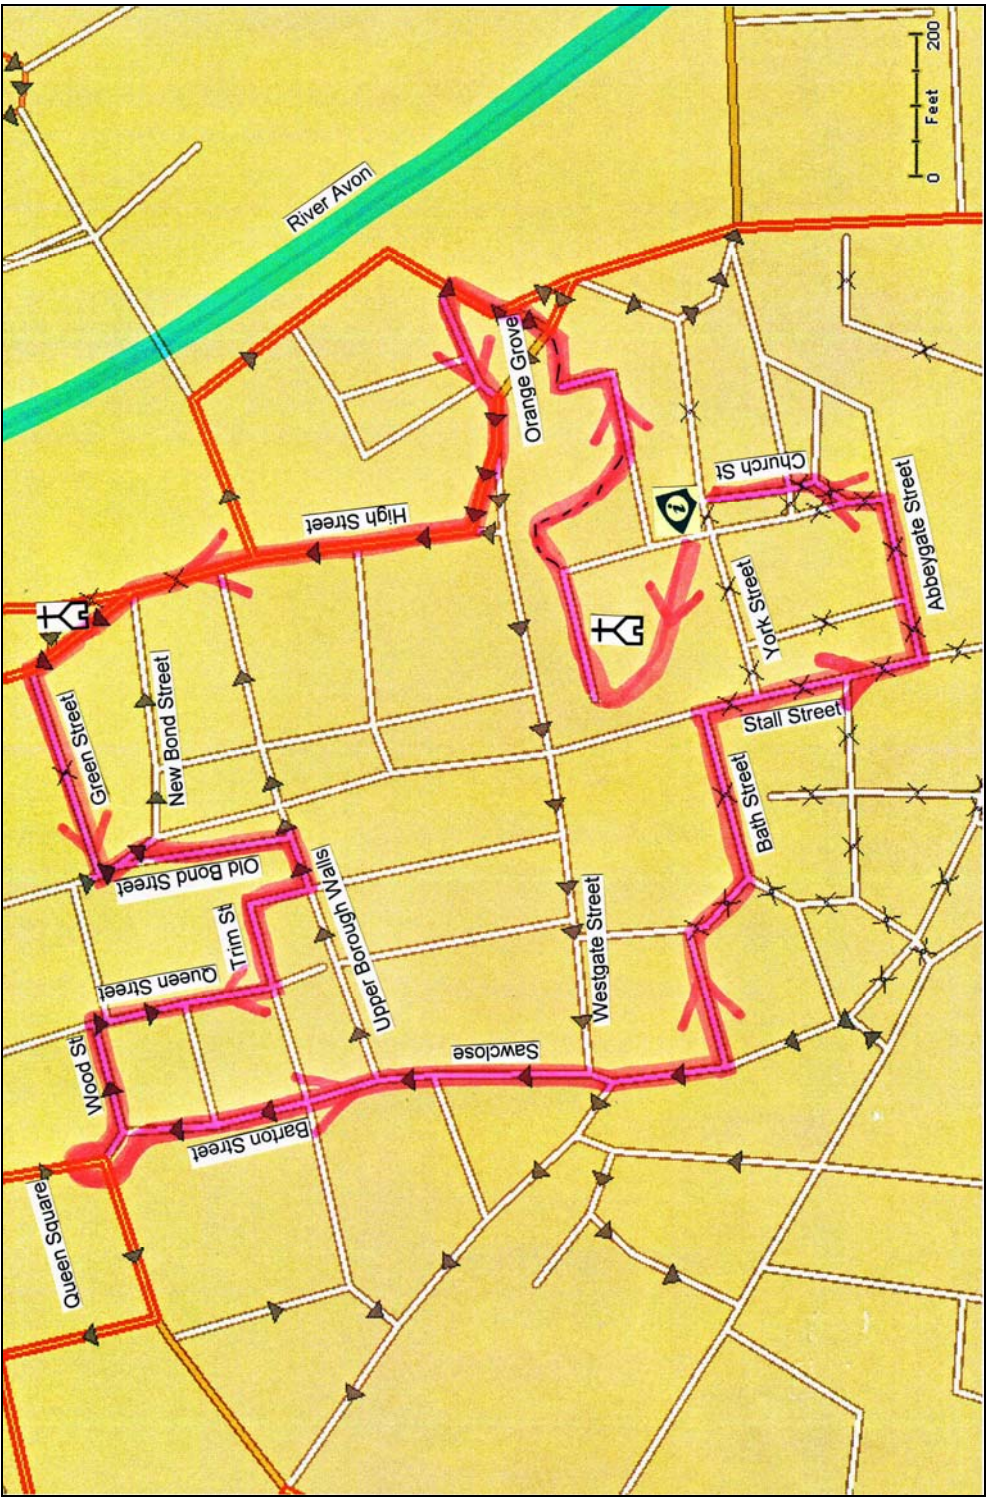 200
Feet
0
River Avon
Orange Grove
High Street
Church St
i
Abbeygate Street
York Street
Stall Street
Green Street
New Bond Street
Bath Street
Old Bond Street
Upper Borough Walls
Trim St
Westgate Street
Queen Street
Sawclose
Wood St
Barton Street
Queen Square